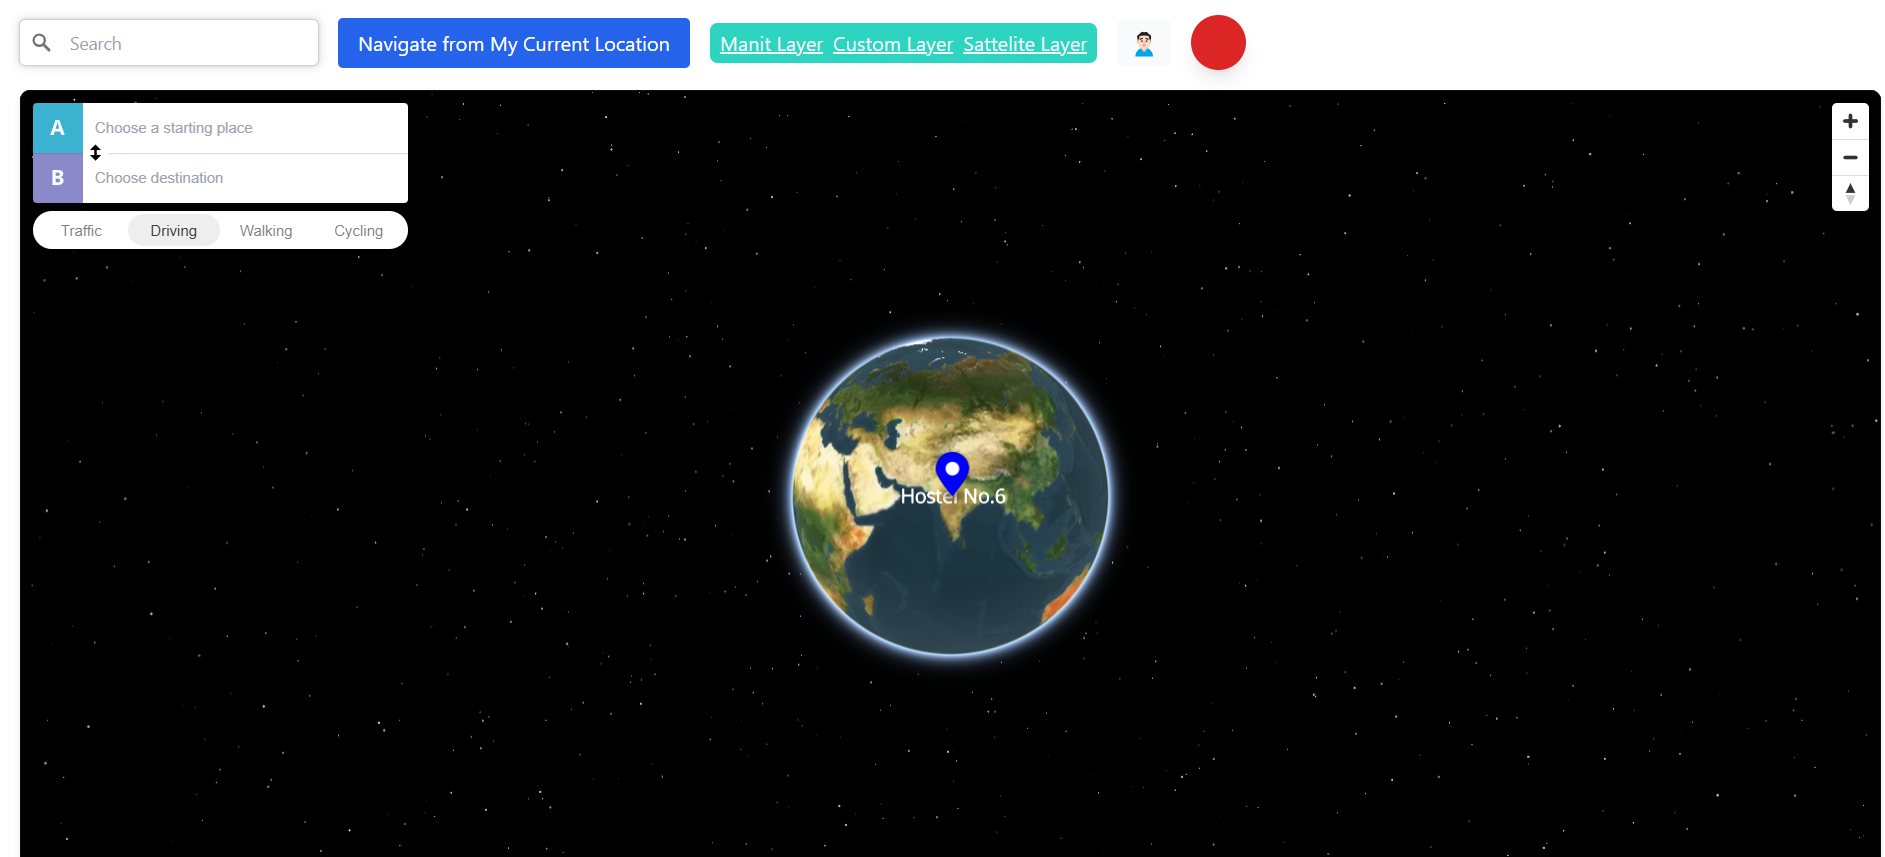 Search
Navigate from My Current Location
Manit Layer Custom Layer Sattelite Layer
A Choose a starting place
B Choose destination
Traffic Driving Walking Cycling
Hostel No.6